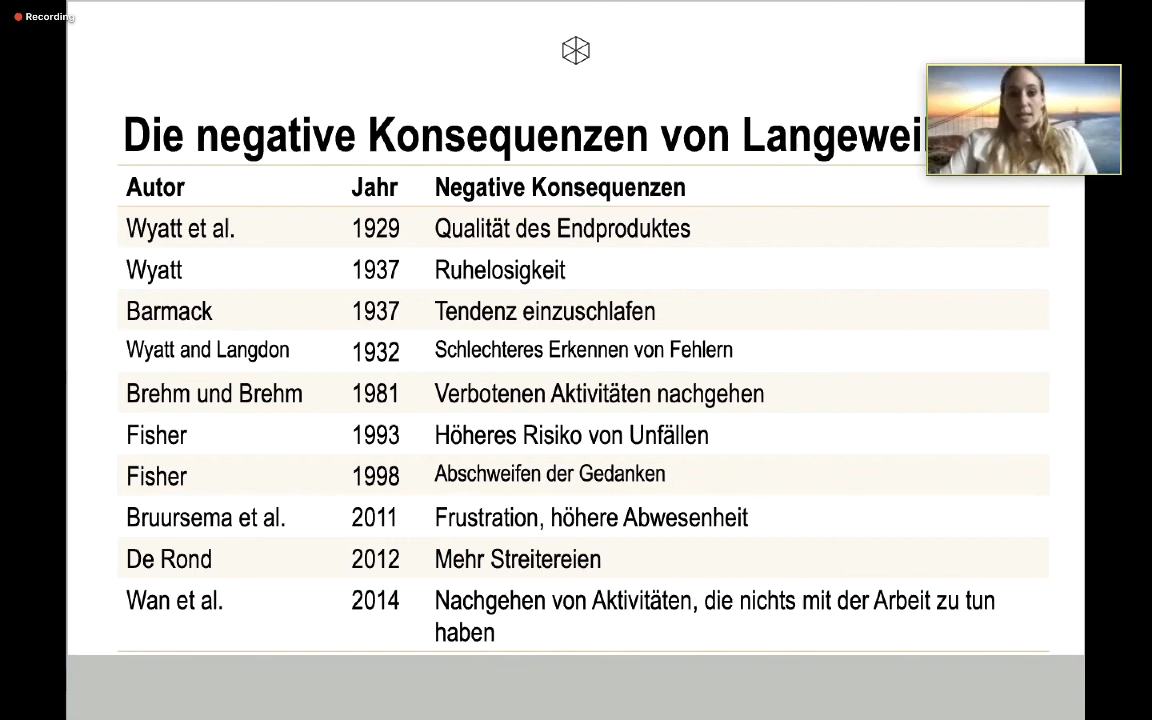 Recording
Die negative Konsequenzen von
Autor Jahr Negative Konsequenzen
Wyatt et al. 1929 Qualität des Endproduktes
Wyatt 1937 Ruhelosigkeit
Barmack 1937 Tendenz einzuschlafen
Wyatt and Langdon 1932 Schlechteres Erkennen von Fehlern
Brehm und Brehm 1981 Verbotenen Aktivitäten nachgehen
Fisher 1993 Höheres Risiko von Unfällen
Fisher 1998 Abschweifen der Gedanken
Bruursema et al. 2011 Frustration, höhere Abwesenheit
De Rond 2012 Mehr Streitereien
Wan et al. 2014 Nachgehen von Aktivitäten, die nichts mit der Arbeit zu tun
haben